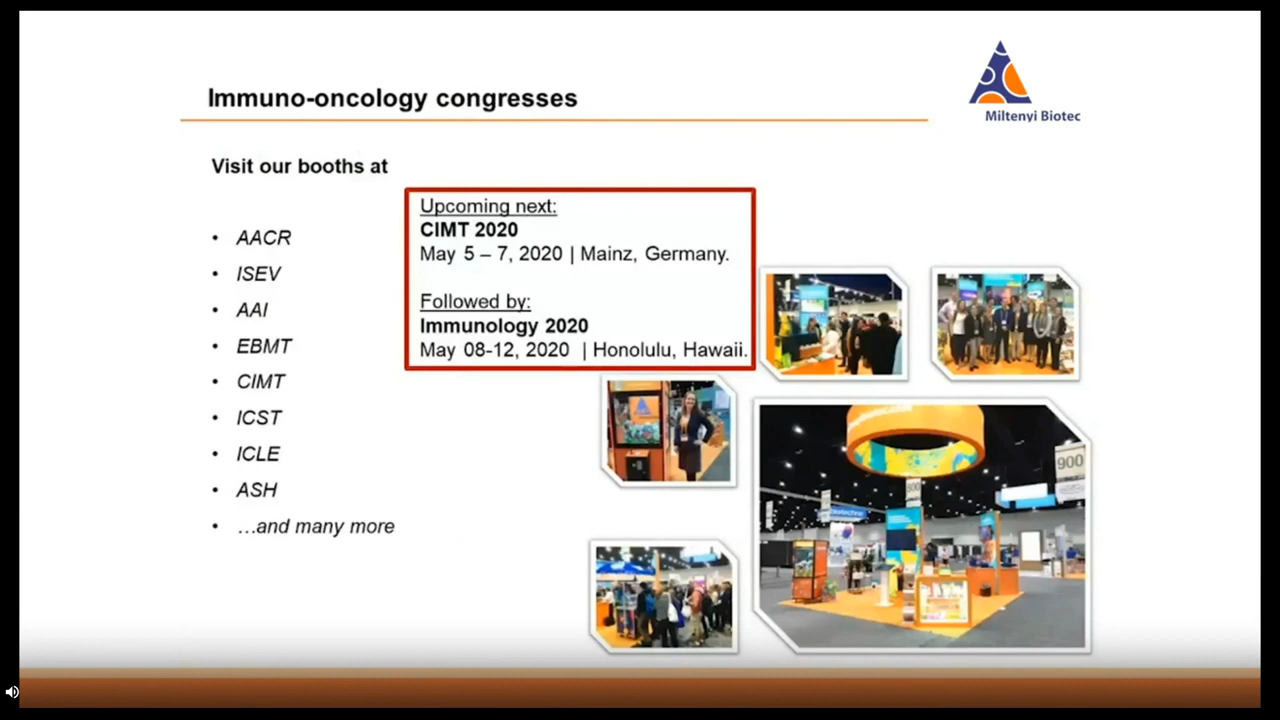 Immuno-oncology congresses
Miltenyi Biotec
Visit our booths at
Upcoming next:
CIMT 2020
May 5 – 7, 2020 | Mainz, Germany.
Followed by:
Immunology 2020
May 08-12, 2020 | Honolulu, Hawaii.
• AACR
• ISEV
• AAI
• EBMT
• CIMT
• ICST
• ICLE
• ASH
• …and many more
900
biotechne